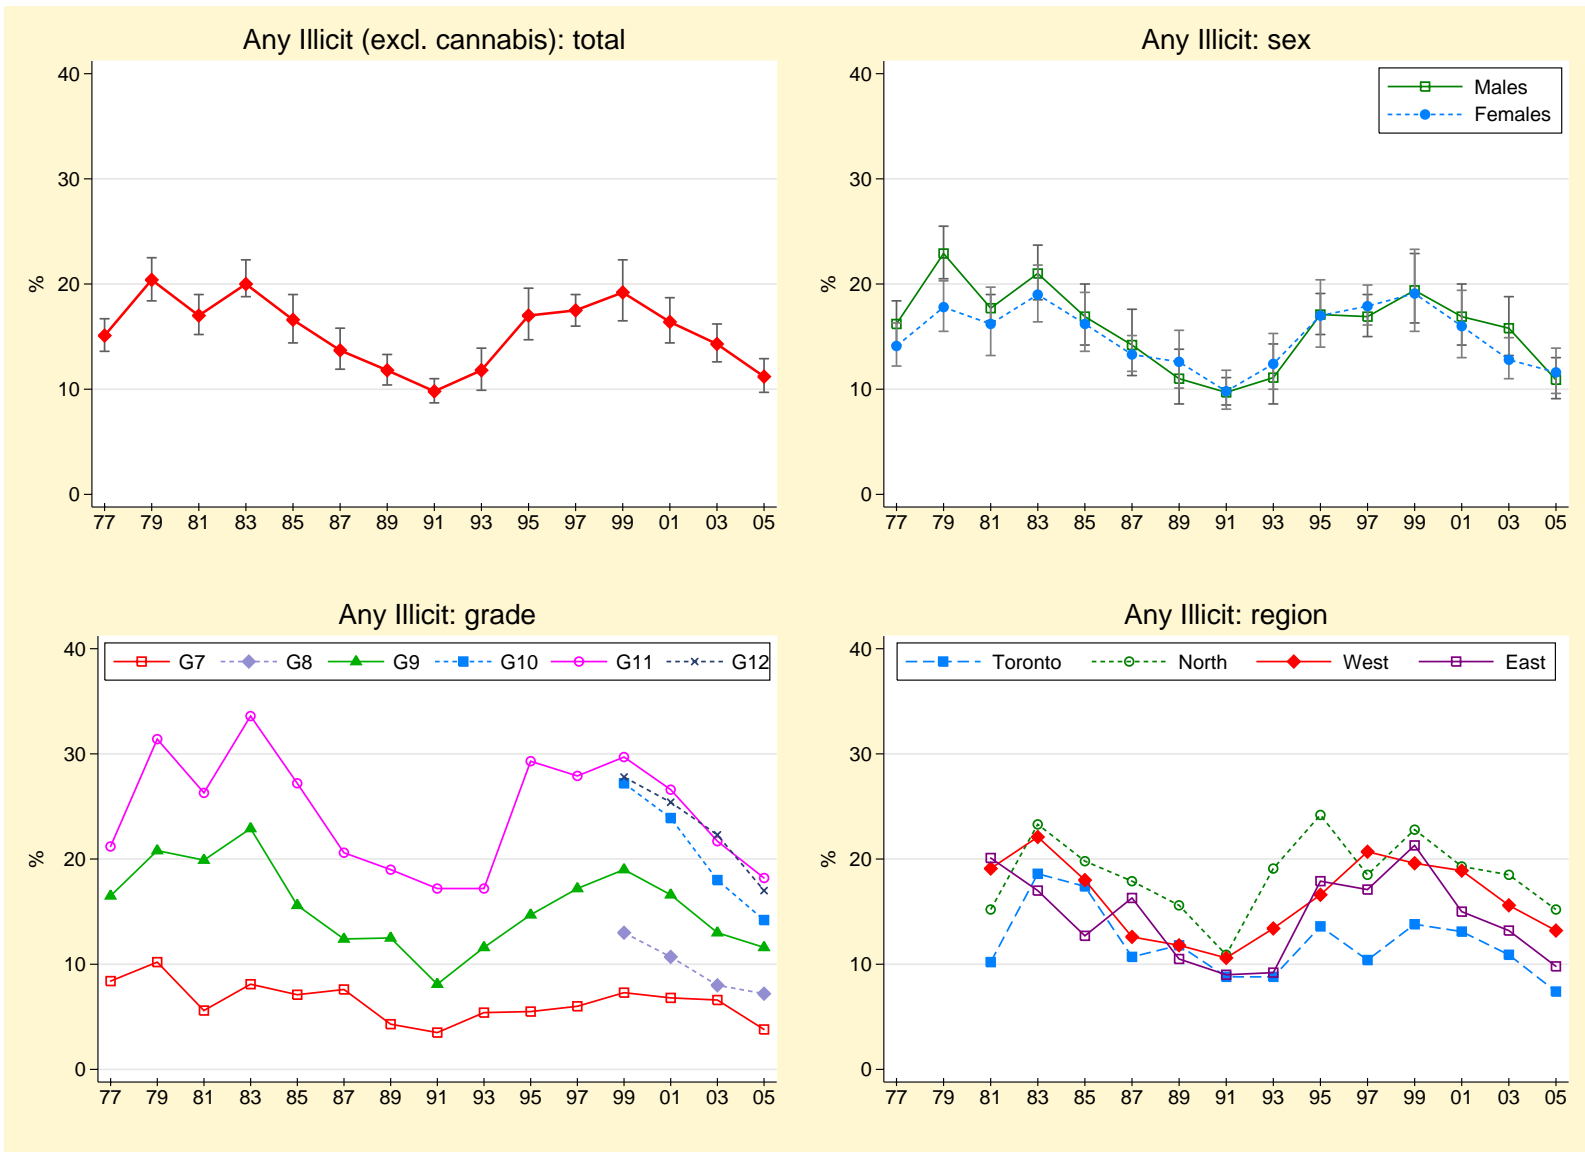 Any Illicit (excl. cannabis): total
40
30
20
10
0
%
77 79 81 83 85 87 89 91 93 95 97 99 01 03 05
Any Illicit: sex
Males
Females
40
30
20
10
0
%
77 79 81 83 85 87 89 91 93 95 97 99 01 03 05
Any Illicit: grade
G7 G8 G9 G10 G11 G12
40
30
20
10
0
%
77 79 81 83 85 87 89 91 93 95 97 99 01 03 05
Any Illicit: region
Toronto North West East
40
30
20
10
0
%
77 79 81 83 85 87 89 91 93 95 97 99 01 03 05